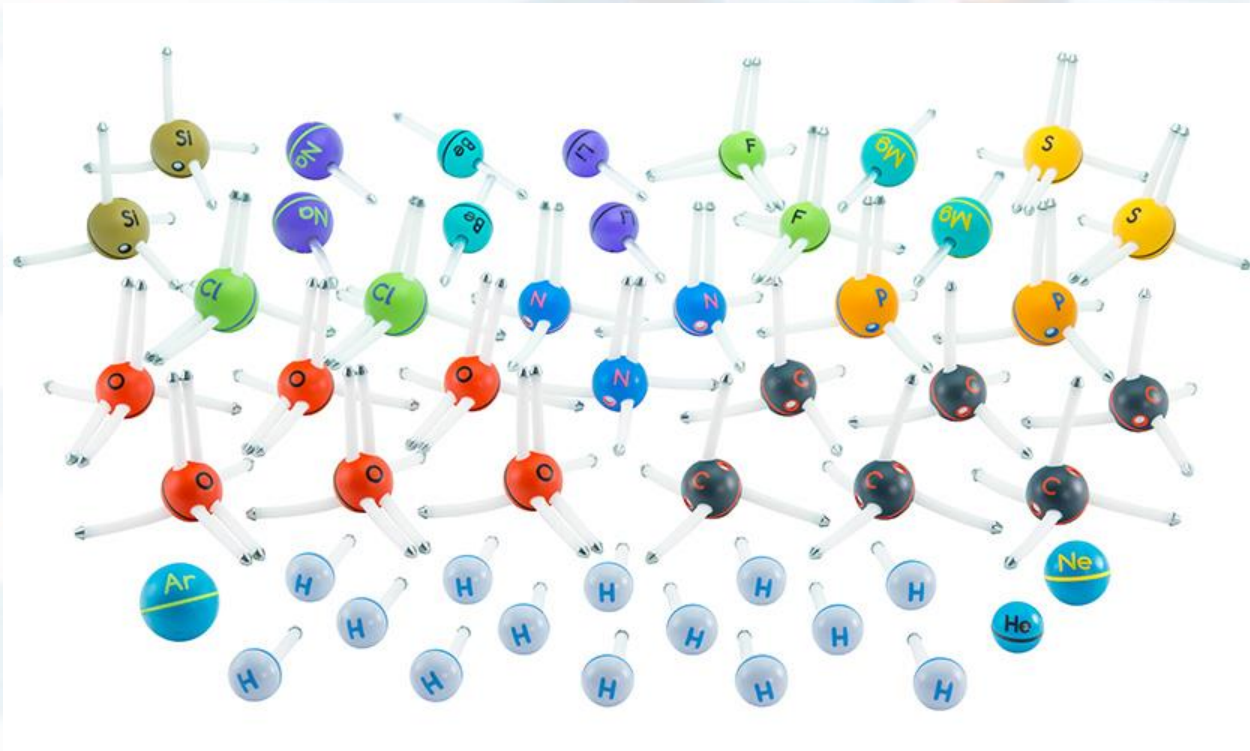 Si Na Be Li F Mg S
Si Na Be Li F Mg S
Cl Cl N N P P
O O O N C C C
O O O C C C
Ar H H H H H Ne
H H H H He
H H H H H